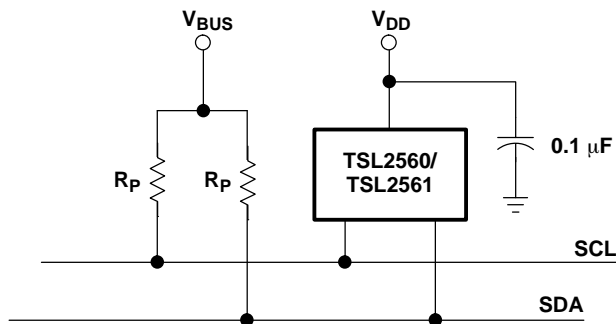 VBUS
VDD
0.1 μF
TSL2560/
TSL2561
RP
RP
SCL
SDA